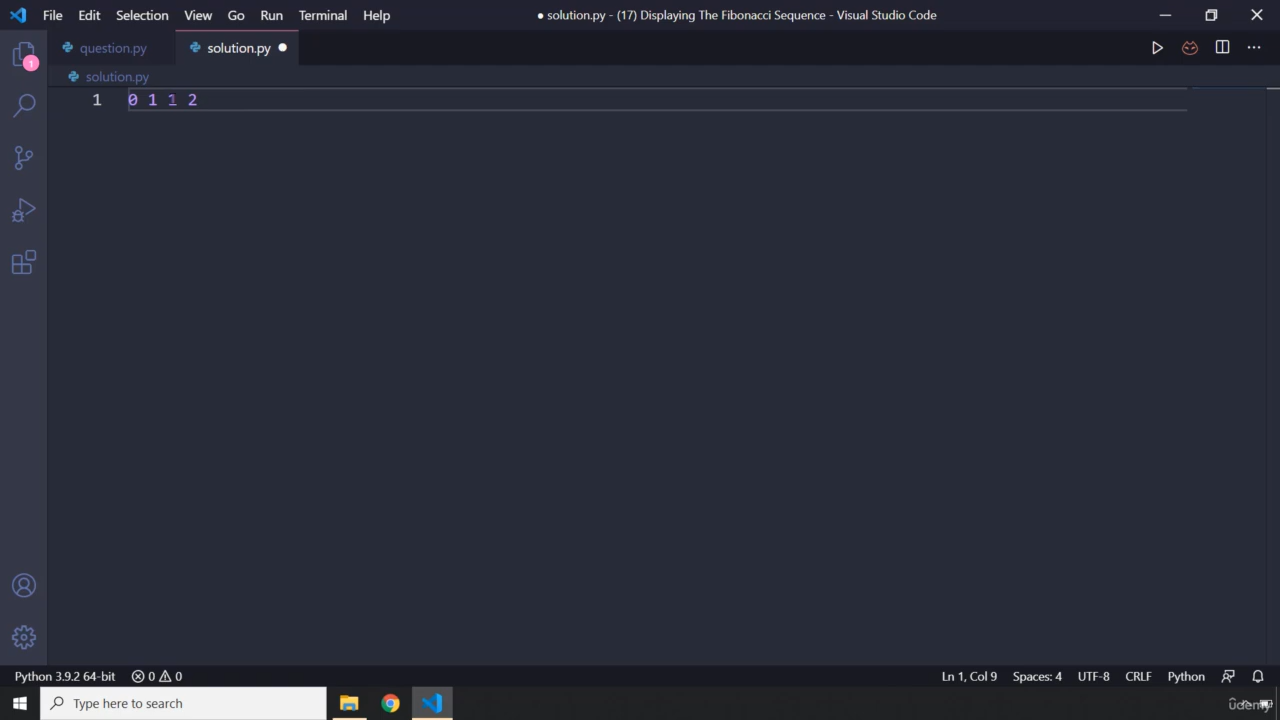 File Edit Selection View Go Run Terminal Help
● solution.py - (17) Displaying The Fibonacci Sequence - Visual Studio Code
question.py
solution.py
1
solution.py
1 0 1 1 2
Python 3.9.2 64-bit 0 0 Ln 1, Col 9 Spaces: 4 UTF-8 CRLF Python
Type here to search
udemy